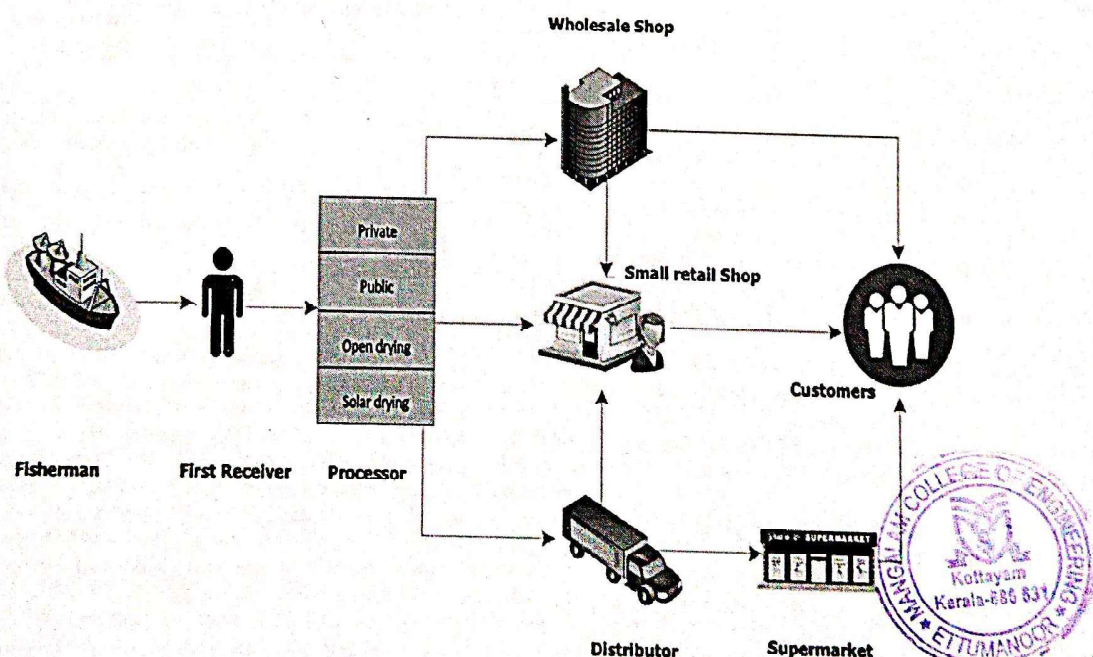 Wholesale Shop
Private
Public
Open drying
Solar drying
Small retail Shop
Customers
Fisherman
First Receiver
Processor
SUPERMARKET
Distributor
Supermarket
MANGALAM COLLEGE OF ENGINEERING
Kottayam
Kerala-686 631
ETTUMANOOR